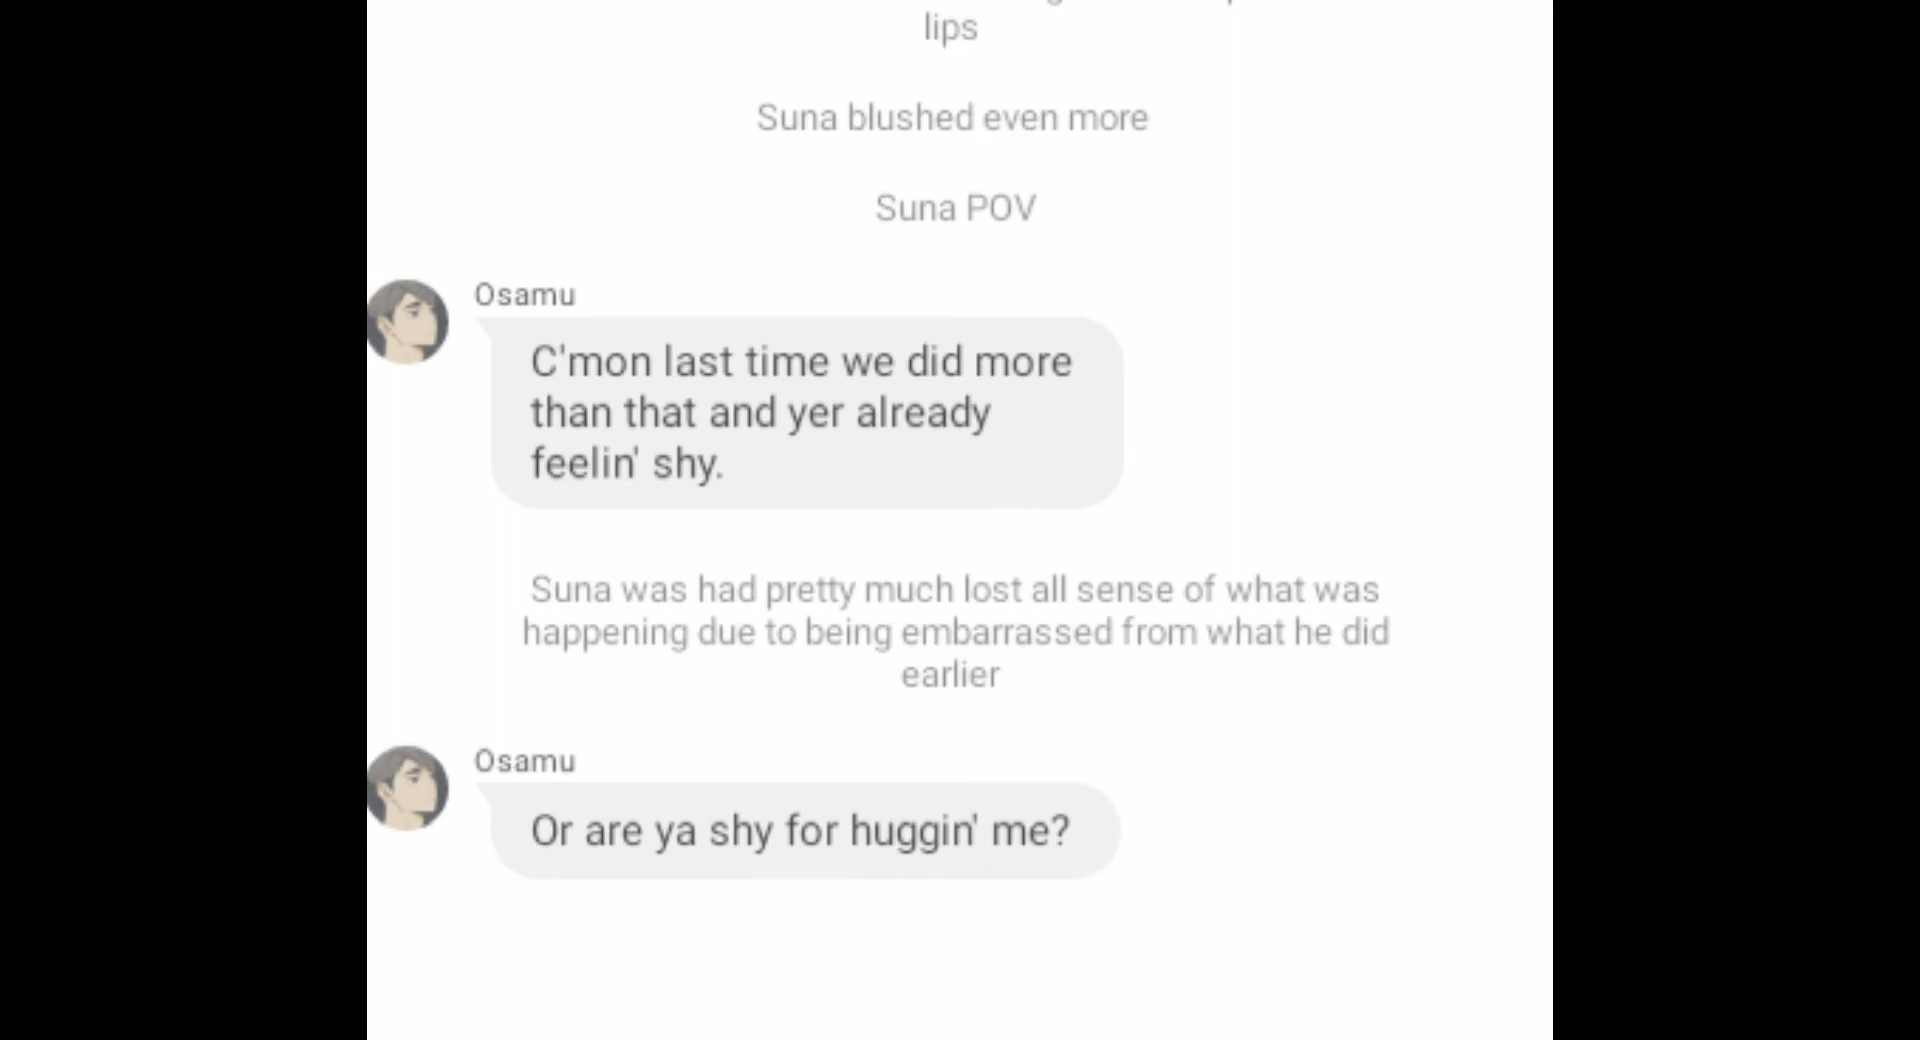 lips
Suna blushed even more
Suna POV
Osamu
C'mon last time we did more
than that and yer already
feelin' shy.
Suna was had pretty much lost all sense of what was
happening due to being embarrassed from what he did
earlier
Osamu
Or are ya shy for huggin' me?